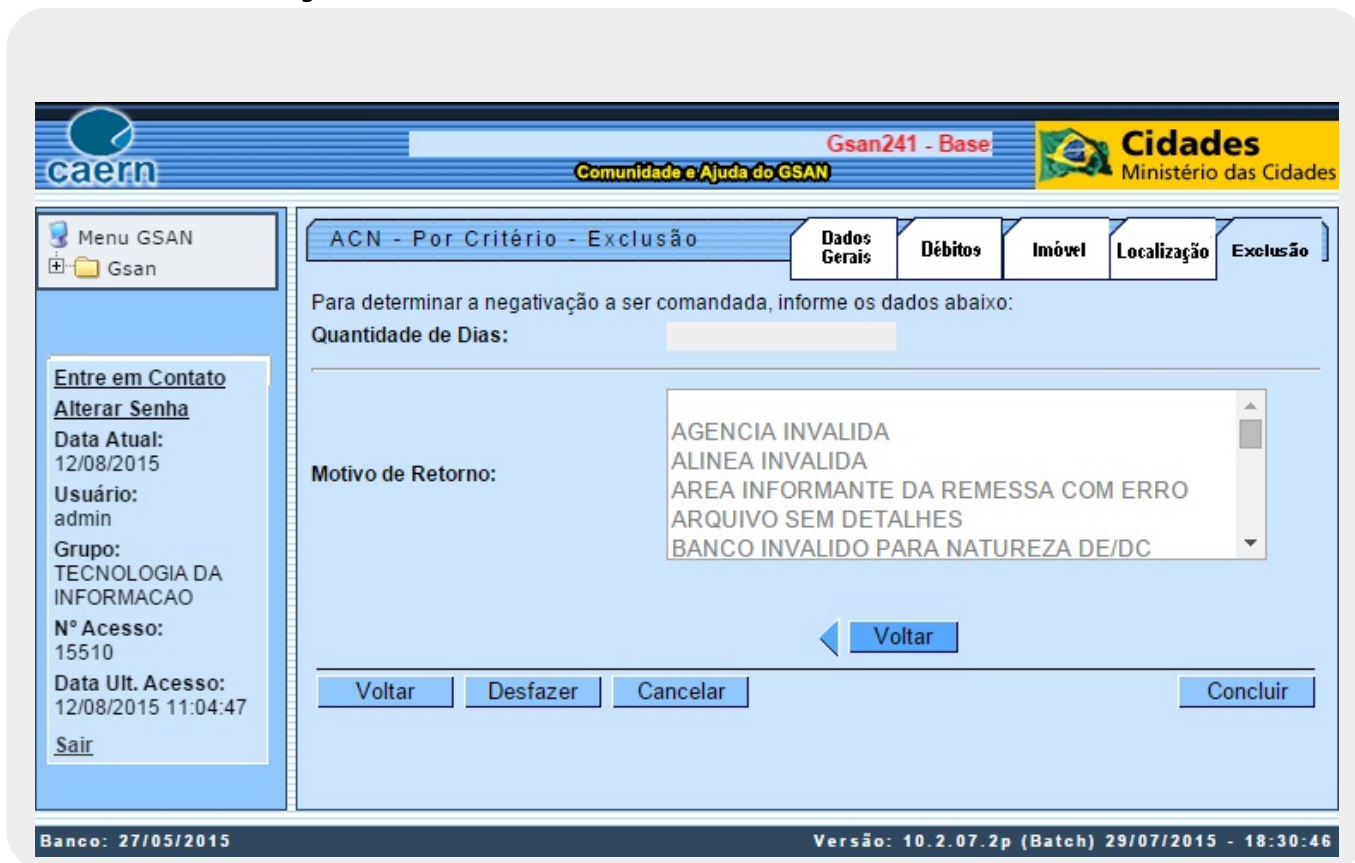 caern
Gsan241 - Base:
Comunidade e Ajuda do GSAN
Cidades
Ministério das Cidades
Menu GSAN
Gsan
Entre em Contato
Alterar Senha
Data Atual:
12/08/2015
Usuário:
admin
Grupo:
TECNOLOGIA DA
INFORMACAO
Nº Acesso:
15510
Data Ult. Acesso:
12/08/2015 11:04:47
Sair
ACN - Por Critério - Exclusão
Dados
Gerais
Débitos
Imóvel
Localização
Exclusão
Para determinar a negativação a ser comandada, informe os dados abaixo:
Quantidade de Dias:
Motivo de Retorno:
AGENCIA INVALIDA
ALINEA INVALIDA
AREA INFORMANTE DA REMESSA COM ERRO
ARQUIVO SEM DETALHES
BANCO INVALIDO PARA NATUREZA DE/DC
Voltar
Voltar Desfazer Cancelar Concluir
Banco: 27/05/2015 Versão: 10.2.07.2p (Batch) 29/07/2015 - 18:30:46